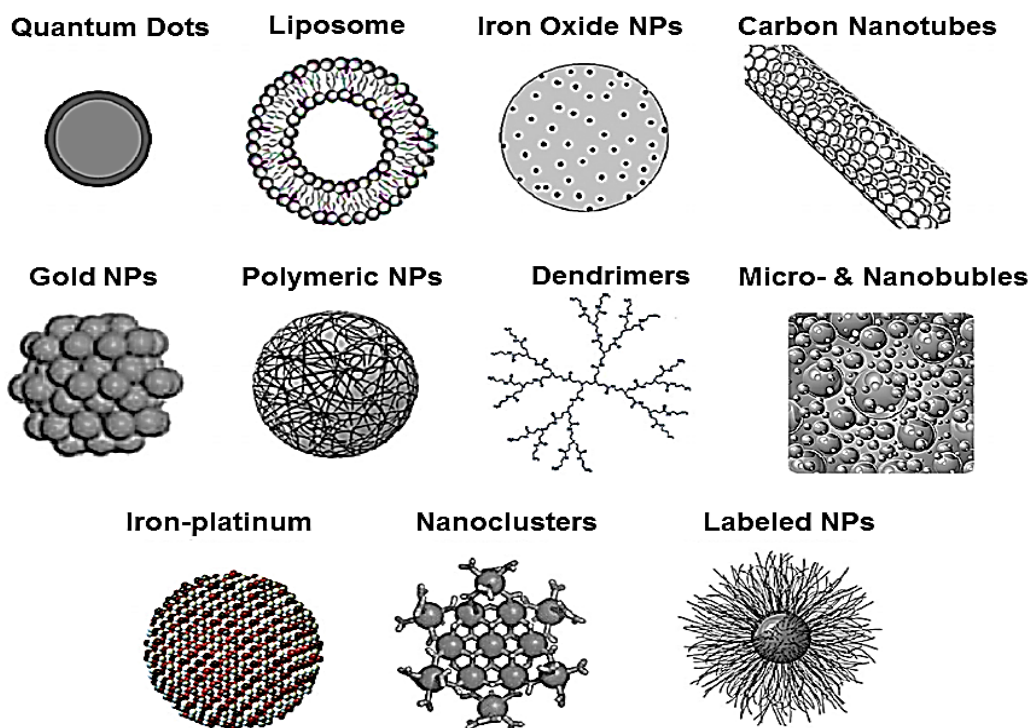 Quantum Dots
Liposome
Iron Oxide NPs
Carbon Nanotubes
Gold NPs
Polymeric NPs
Dendrimers
Micro- & Nanobubles
Iron-platinum
Nanoclusters
Labeled NPs